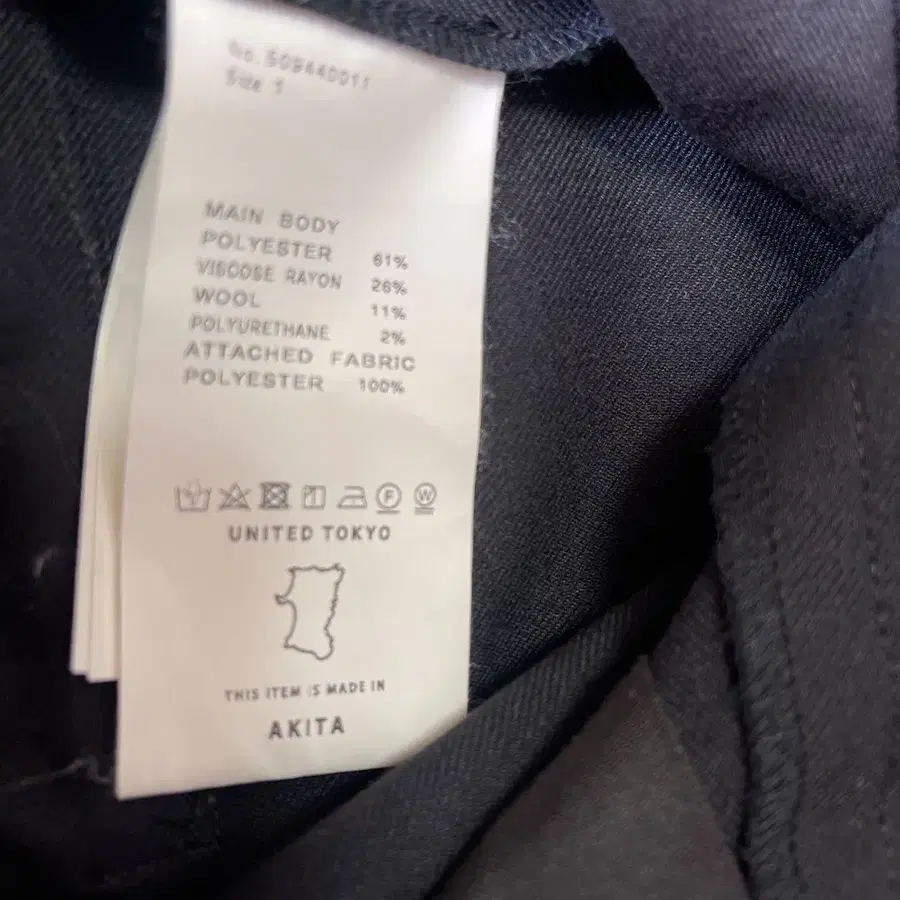 No. 509440011
Size 1
MAIN BODY
POLYESTER 61%
VISCOSE RAYON 26%
WOOL 11%
POLYURETHANE 2%
ATTACHED FABRIC
POLYESTER 100%
F W
UNITED TOKYO
THIS ITEM IS MADE IN
AKITA